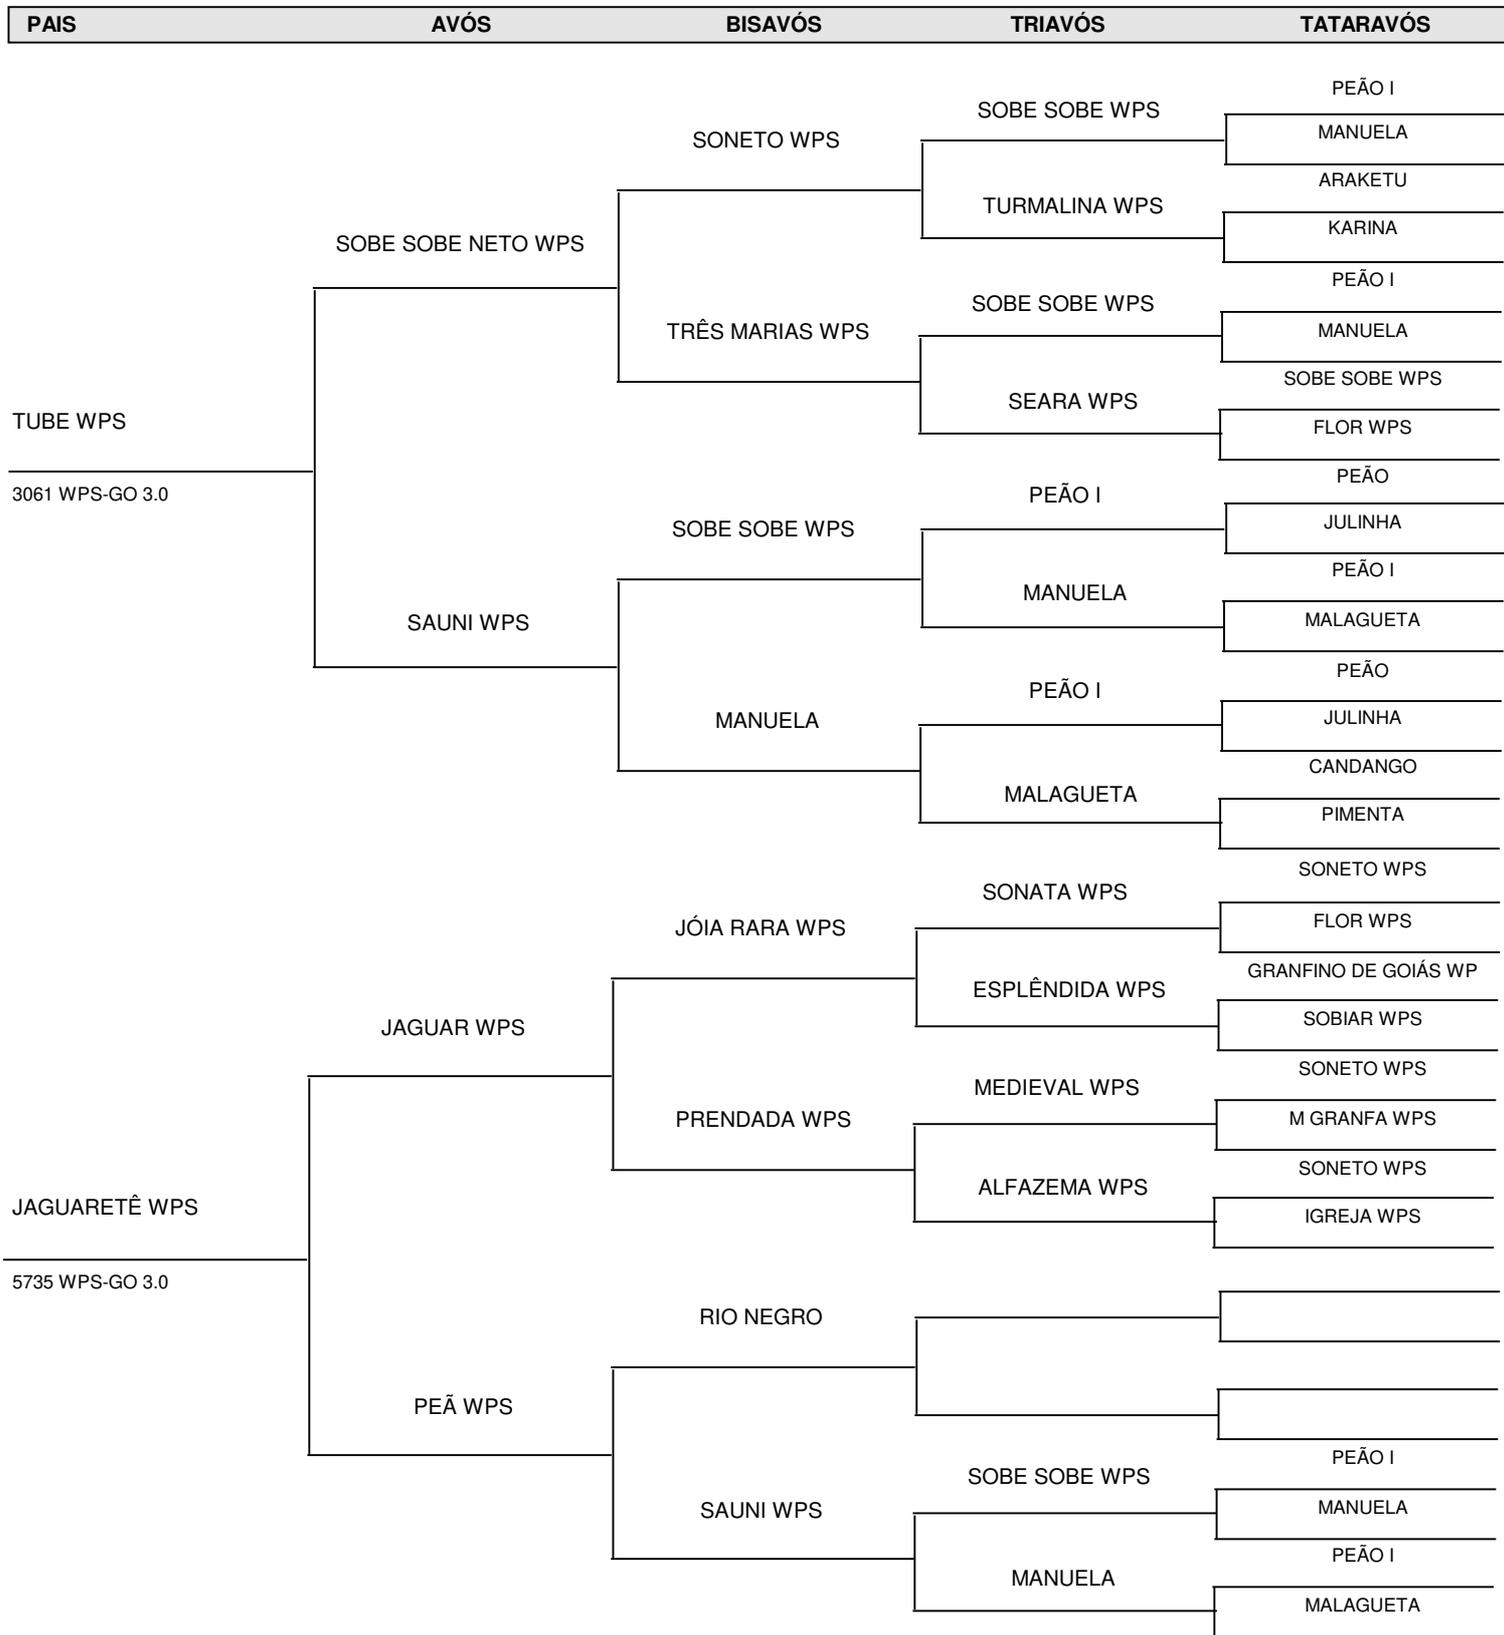 PAIS AVÓS BISAVÓS TRIAVÓS TATARAVÓS
PEÃO I
SOBE SOBE WPS
MANUELA
SONETO WPS
ARAKETU
TURMALINA WPS
KARINA
SOBE SOBE NETO WPS
PEÃO I
SOBE SOBE WPS
TRÊS MARIAS WPS
MANUELA
SOBE SOBE WPS
SEARA WPS
TUBE WPS
FLOR WPS
PEÃO
3061 WPS-GO 3.0
PEÃO I
JULINHA
SOBE SOBE WPS
PEÃO I
MANUELA
SAUNI WPS
MALAGUETA
PEÃO
PEÃO I
MANUELA
JULINHA
CANDANGO
MALAGUETA
PIMENTA
SONETO WPS
SONATA WPS
JÓIA RARA WPS
FLOR WPS
GRANFINO DE GOIÁS WP
ESPLÊNDIDA WPS
JAGUAR WPS
SOBIAR WPS
SONETO WPS
MEDIEVAL WPS
PRENDADA WPS
M GRANFA WPS
SONETO WPS
ALFAZEMA WPS
JAGUARETÊ WPS
IGREJA WPS
5735 WPS-GO 3.0
RIO NEGRO
PEÃ WPS
PEÃO I
SOBE SOBE WPS
SAUNI WPS
MANUELA
PEÃO I
MANUELA
MALAGUETA